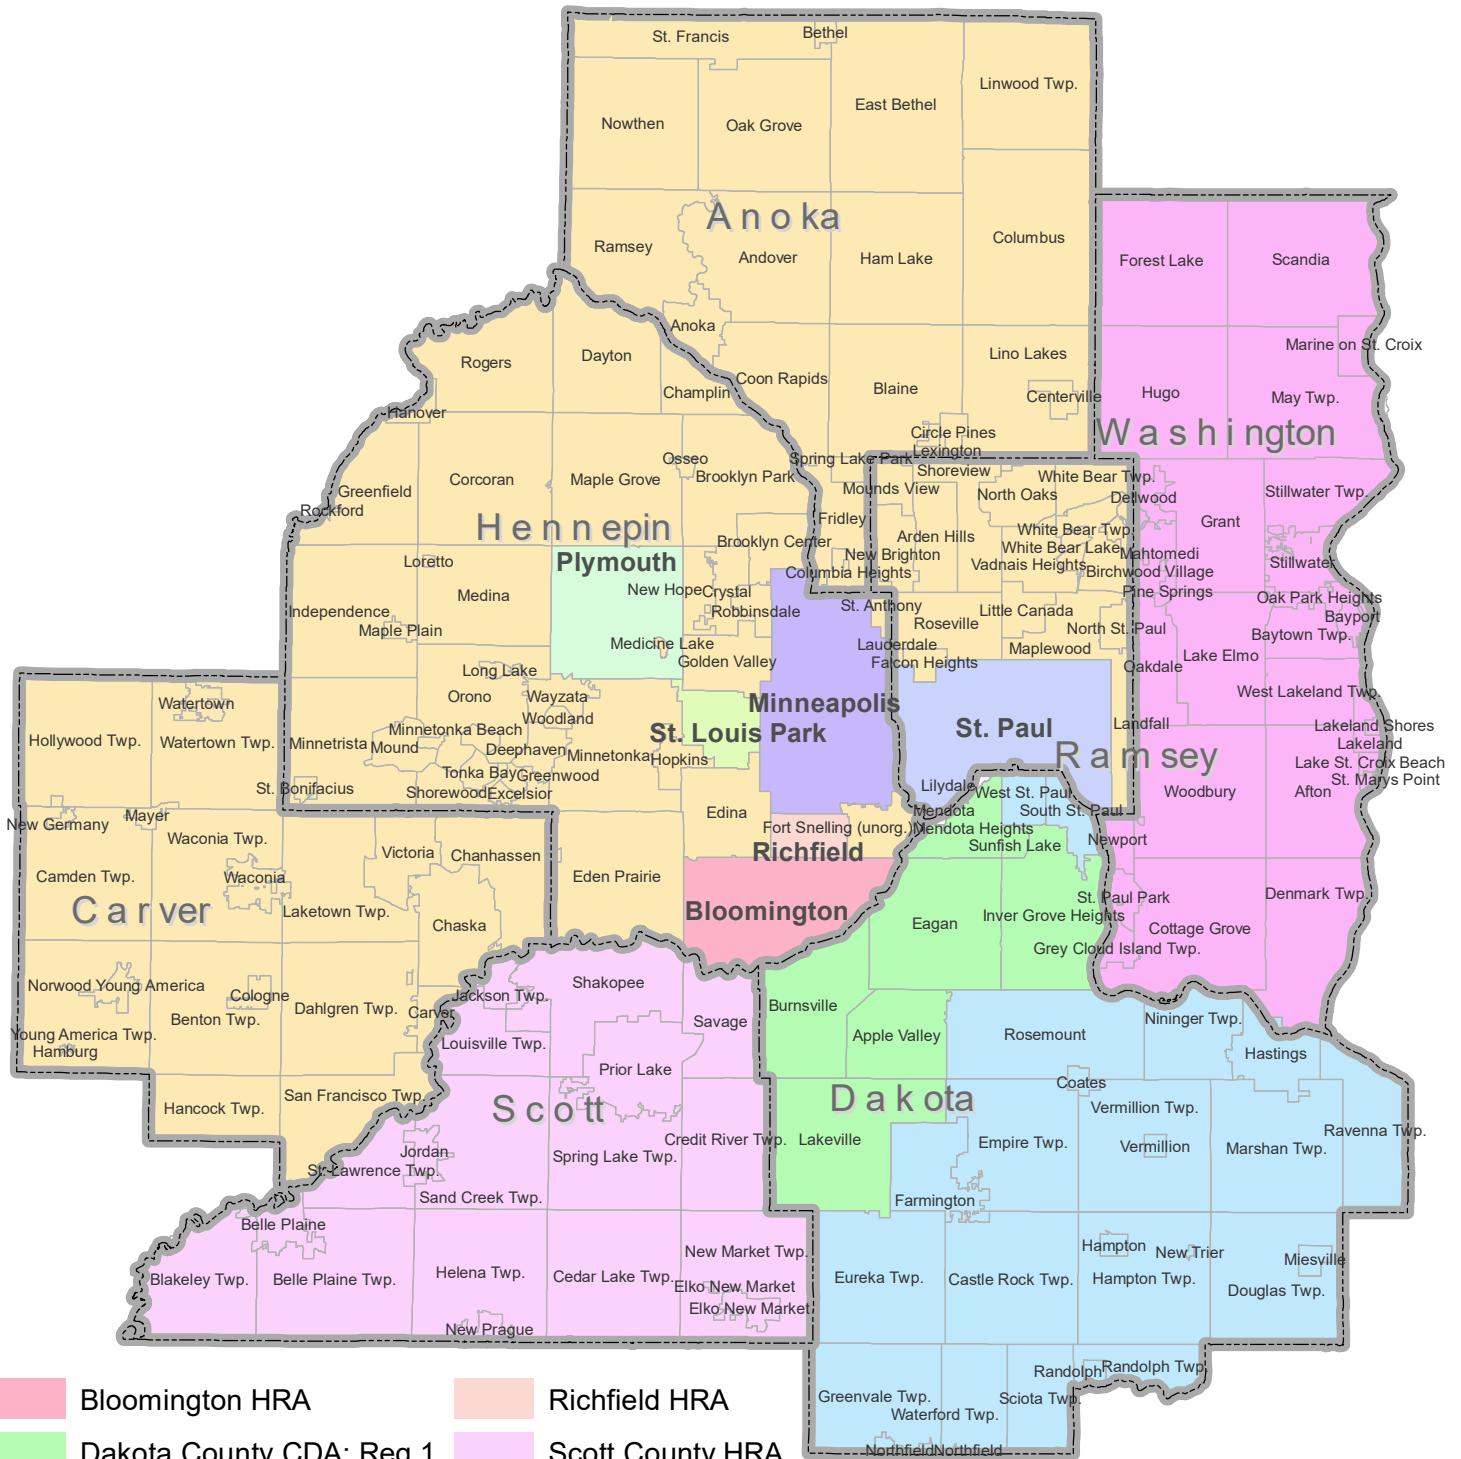 St. Francis
Bethel
Linwood Twp.
East Bethel
Nowthen
Oak Grove
Anoka
Columbus
Ramsey
Andover
Ham Lake
Forest Lake
Scandia
Anoka
Marine on St. Croix
Rogers
Dayton
Lino Lakes
Coon Rapids
Blaine
Champlin
Centerville
Hugo
May Twp.
Hanover
Circle Pines
Washington
Lexington
Osseo
Spring Lake Park
Shoreview
Brooklyn Park
White Bear Twp.
Corcoran
Maple Grove
Greenfield
Mounds View
North Oaks
Dellwood
Stillwater Twp.
Rockford
Fridley
Grant
Hennepin
White Bear Twp.
Arden Hills
Brooklyn Center
White Bear Lake
New Brighton
Mahtomedi
Loretto
Plymouth
Vadnais Heights
Stillwater
Columbia Heights
Birchwood Village
New Hope
Crystal
Pine Springs
Medina
Oak Park Heights
Independence
Robbinsdale
St. Anthony
Little Canada
Bayport
Maple Plain
Roseville
North St. Paul
Baytown Twp.
Medicine Lake
Lauderdale
Maplewood
Lake Elmo
Golden Valley
Falcon Heights
Oakdale
Long Lake
West Lakeland Twp.
Orono
Wayzata
Watertown
Minneapolis
Woodland
St. Paul
Landfall
Lakeland Shores
Minnetonka Beach
St. Louis Park
Hollywood Twp.
Watertown Twp.
Minnetrista
Mound
Deephaven
Minnetonka
Hopkins
Ramsey
Lakeland
Lake St. Croix Beach
Tonka Bay
Greenwood
St. Marys Point
St. Bonifacius
Shorewood
Excelsior
Lilydale
West St. Paul
Woodbury
Afton
Mendota
South St. Paul
Edina
Mayer
New Germany
Fort Snelling (unorg.)
Mendota Heights
Waconia Twp.
Sunfish Lake
Newport
Victoria
Chanhassen
Richfield
Camden Twp.
Waconia
Eden Prairie
Denmark Twp.
St. Paul Park
Carver
Laketown Twp.
Bloomington
Inver Grove Heights
Chaska
Eagan
Cottage Grove
Grey Cloud Island Twp.
Norwood Young America
Shakopee
Cologne
Jackson Twp.
Burnsville
Dahlgren Twp.
Carver
Benton Twp.
Savage
Nininger Twp.
Young America Twp.
Apple Valley
Rosemount
Hamburg
Louisville Twp.
Hastings
Prior Lake
Coates
San Francisco Twp.
Dakota
Hancock Twp.
Scott
Vermillion Twp.
Ravenna Twp.
Credit River Twp.
Lakeville
Empire Twp.
Vermillion
Marshan Twp.
Jordan
Spring Lake Twp.
St. Lawrence Twp.
Sand Creek Twp.
Farmington
Belle Plaine
Hampton
New Market Twp.
New Trier
Miesville
Helena Twp.
Cedar Lake Twp.
Blakeley Twp.
Belle Plaine Twp.
Eureka Twp.
Castle Rock Twp.
Hampton Twp.
Elko New Market
Douglas Twp.
Elko New Market
New Prague
Randolph
Randolph Twp.
Greenvale Twp.
Sciota Twp.
Waterford Twp.
Northfield
Northfield
Bloomington HRA
Richfield HRA
Dakota County CDA: Reg 1
Scott County HRA